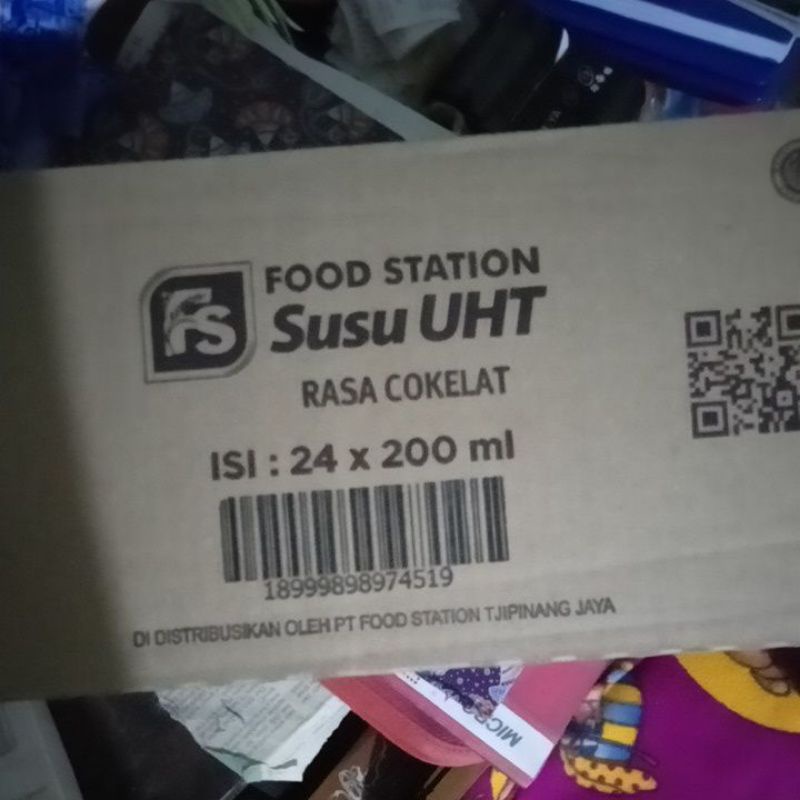 FS
FOOD STATION
Susu UHT
RASA COKELAT
ISI : 24 x 200 ml
18999898974519
DI DISTRIBUSIKAN OLEH PT FOOD STATION TJIPINANG JAYA
MICRO